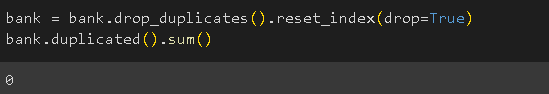 bank = bank.drop_duplicates().reset_index(drop=True)
bank.duplicated().sum()
0